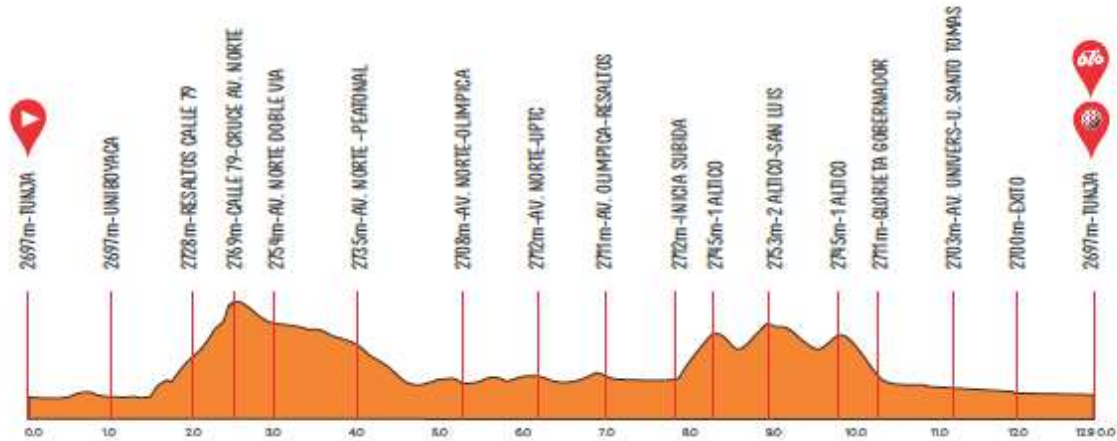 2697m-TUNJA
2697m-UNIBOYACA
2728m-RESALTOS CALLE 79
2769m-CALLE 79-CRUCE AV. NORTE
2759m-AV. NORTE DOBLE VIA
2735m-AV. NORTE -PEATONAL
2708m-AV. NORTE-OLIMPICA
2712m-AV. NORTE-UPTC
2711m-AV. OLIMPICA-RESALTOS
2712m-INICIA SUBIDA
2745m-1 ALTICO
2753m-2 ALTICO-SAN LUIS
2745m-1 ALTICO
2711m-GLORIETA GOBERNADOR
2703m-AV. UNIVERS-U. SANTO TOMAS
2700m-EXITO
2697m-TUNJA
0.0 1.0 2.0 3.0 4.0 5.0 6.0 7.0 8.0 9.0 10.0 11.0 12.0 12.9 0.0